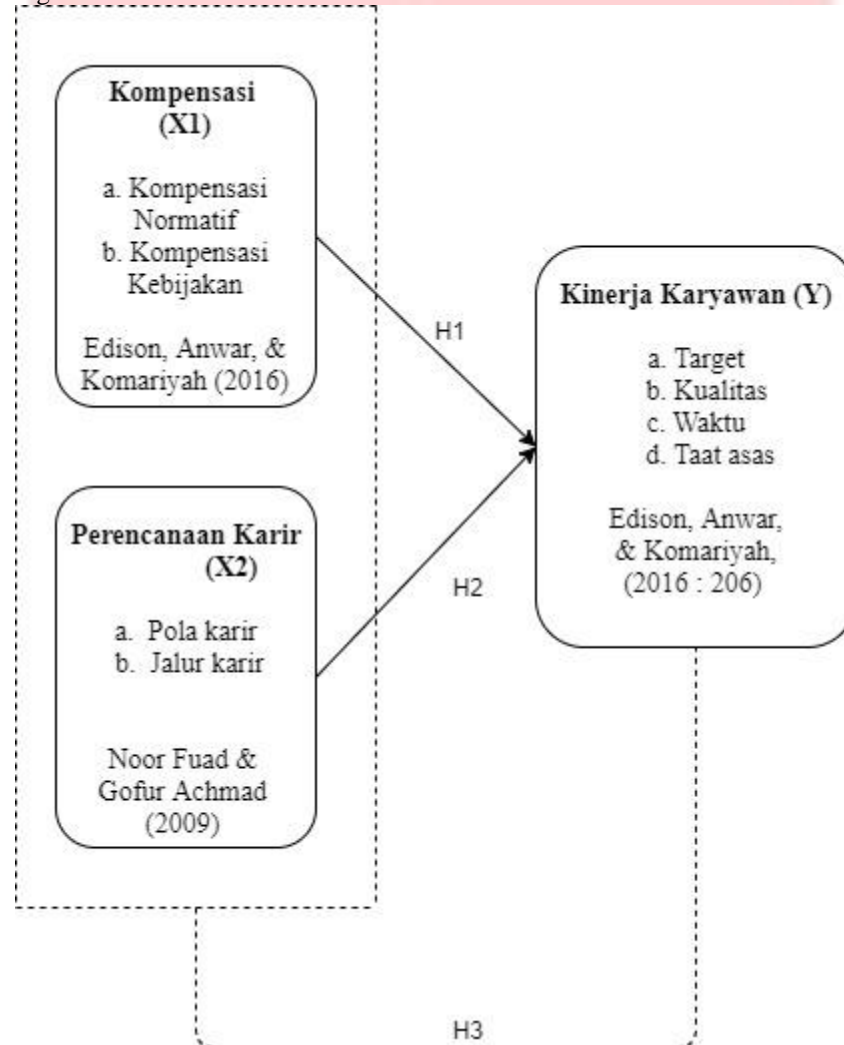 Kompensasi
(X1)
a. Kompensasi
Normatif
b. Kompensasi
Kebijakan
Edison, Anwar, &
Komariyah (2016)
H1
Kinerja Karyawan (Y)
a. Target
b. Kualitas
c. Waktu
d. Taat asas
Edison, Anwar,
& Komariyah,
(2016 : 206)
Perencanaan Karir
(X2)
a. Pola karir
b. Jalur karir
Noor Fuad &
Gofur Achmad
(2009)
H2
H3